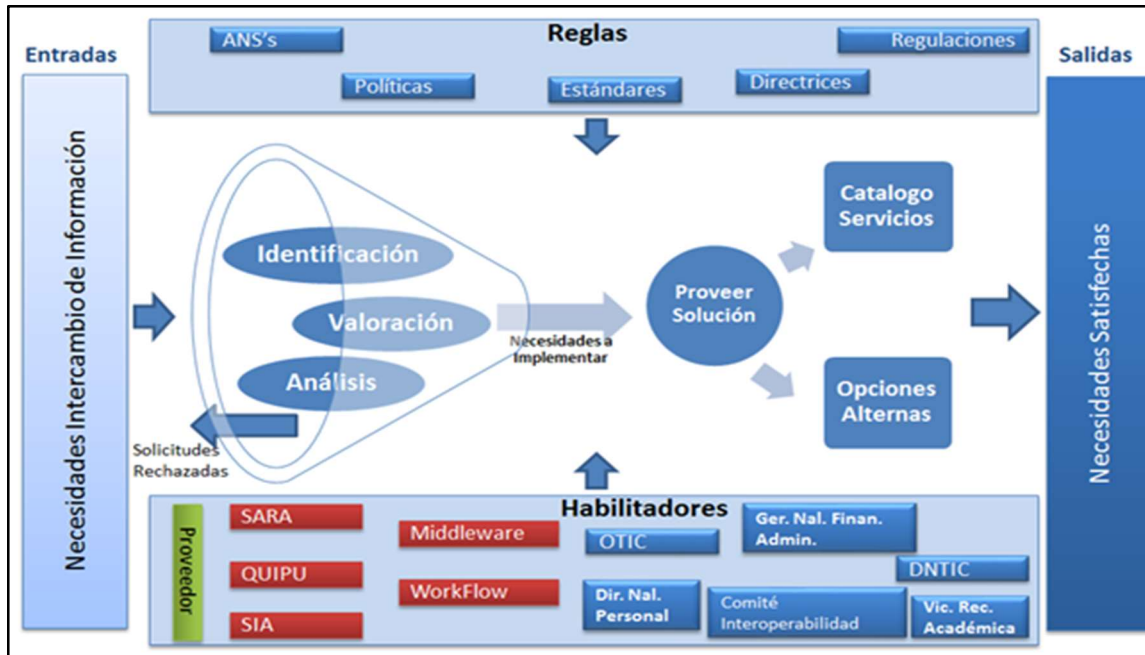 Reglas
ANS's
Regulaciones
Políticas
Estándares
Directrices
Entradas
Necesidades Intercambio de Información
Identificación
Valoración
Análisis
Solicitudes
Rechazadas
Necesidades a
Implementar
Proveer
Solución
Catalogo
Servicios
Opciones
Alternas
Salidas
Necesidades Satisfechas
Habilitadores
Proveedor
SARA
QUIPU
SIA
Middleware
WorkFlow
OTIC
Ger. Nal. Finan.
Admin.
DNTIC
Dir. Nal.
Personal
Comité
Interoperabilidad
Vic. Rec.
Académica